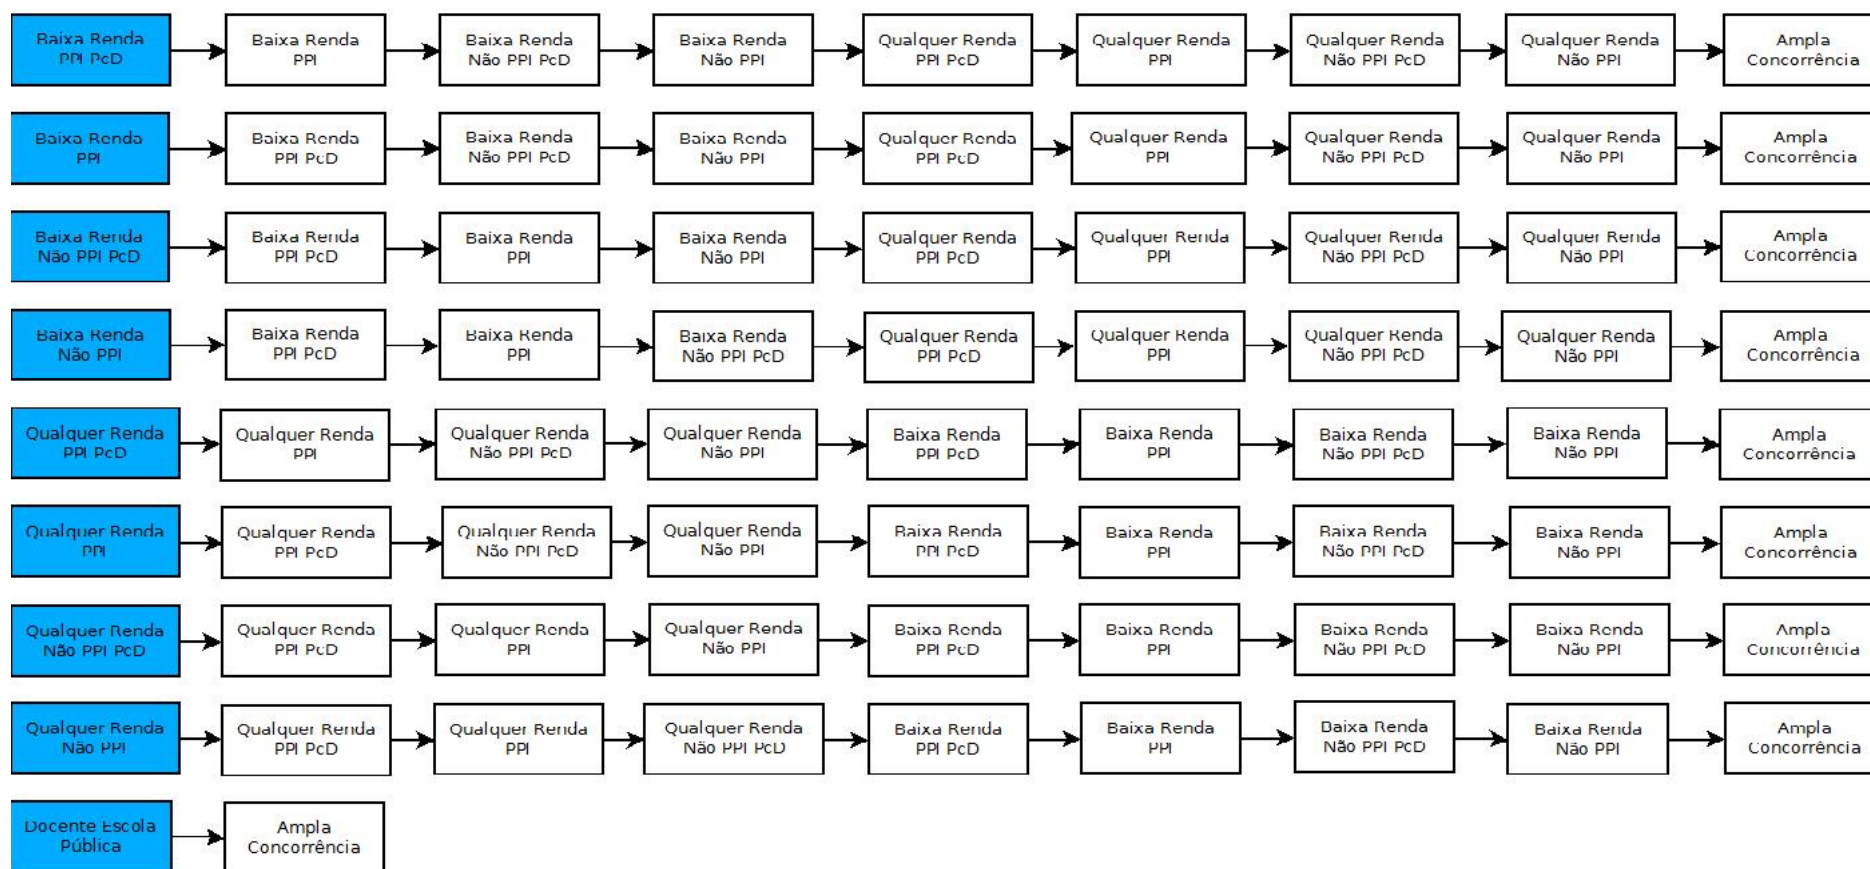 Baixa Renda
PPI PcD
Baixa Renda
PPI
Baixa Renda
Não PPI PcD
Baixa Renda
Não PPI
Qualquer Renda
PPI PcD
Qualquer Renda
PPI
Qualquer Renda
Não PPI PcD
Qualquer Renda
Não PPI
Ampla
Concorrência
Baixa Renda
PPI
Baixa Renda
PPI PcD
Baixa Renda
Não PPI PcD
Baixa Renda
Não PPI
Qualquer Renda
PPI PcD
Qualquer Renda
PPI
Qualquer Renda
Não PPI PcD
Qualquer Renda
Não PPI
Ampla
Concorrência
Baixa Renda
Não PPI PcD
Baixa Renda
PPI PcD
Baixa Renda
PPI
Baixa Renda
Não PPI
Qualquer Renda
PPI PcD
Qualquer Renda
PPI
Qualquer Renda
Não PPI PcD
Qualquer Renda
Não PPI
Ampla
Concorrência
Baixa Renda
Não PPI
Baixa Renda
PPI PcD
Baixa Renda
PPI
Baixa Renda
Não PPI PcD
Qualquer Renda
PPI PcD
Qualquer Renda
PPI
Qualquer Renda
Não PPI PcD
Qualquer Renda
Não PPI
Ampla
Concorrência
Qualquer Renda
PPI PcD
Qualquer Renda
PPI
Qualquer Renda
Não PPI PcD
Qualquer Renda
Não PPI
Baixa Renda
PPI PcD
Baixa Renda
PPI
Baixa Renda
Não PPI PcD
Baixa Renda
Não PPI
Ampla
Concorrência
Qualquer Renda
PPI
Qualquer Renda
PPI PcD
Qualquer Renda
Não PPI PcD
Qualquer Renda
Não PPI
Baixa Renda
PPI PcD
Baixa Renda
PPI
Baixa Renda
Não PPI PcD
Baixa Renda
Não PPI
Ampla
Concorrência
Qualquer Renda
Não PPI PcD
Qualquer Renda
PPI PcD
Qualquer Renda
PPI
Qualquer Renda
Não PPI
Baixa Renda
PPI PcD
Baixa Renda
PPI
Baixa Renda
Não PPI PcD
Baixa Renda
Não PPI
Ampla
Concorrência
Qualquer Renda
Não PPI
Qualquer Renda
PPI PcD
Qualquer Renda
PPI
Qualquer Renda
Não PPI PcD
Baixa Renda
PPI PcD
Baixa Renda
PPI
Baixa Renda
Não PPI PcD
Baixa Renda
Não PPI
Ampla
Concorrência
Docente Escola
Pública
Ampla
Concorrência